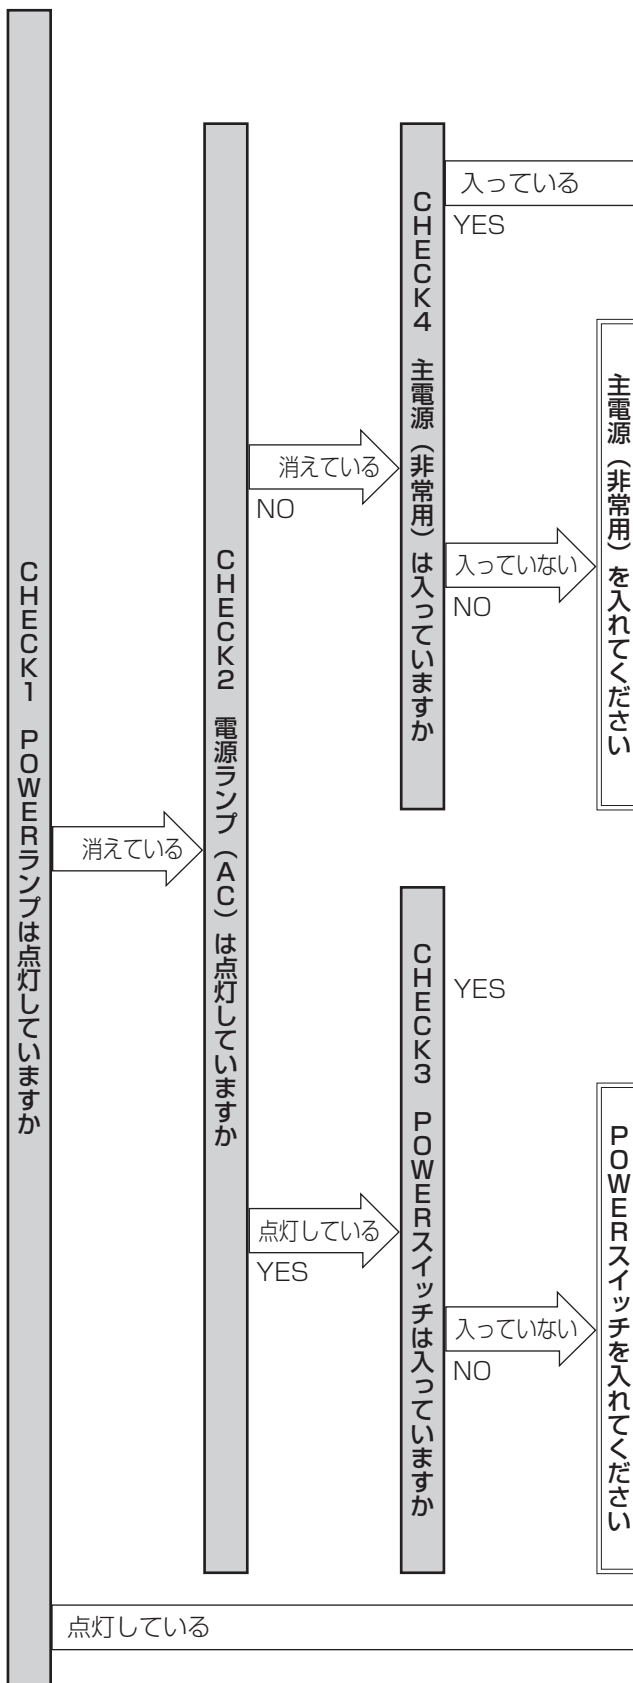 CHECK1 POWERランプは点灯していますか
消えている
点灯している
CHECK2 電源ランプ（AC）は点灯していますか
消えている
NO
点灯している
YES
CHECK4 主電源（非常用）は入っていますか
入っている
YES
入っていない
NO
主電源（非常用）を入れてください
CHECK3 POWERスイッチは入っていますか
YES
入っていない
NO
POWERスイッチを入れてください